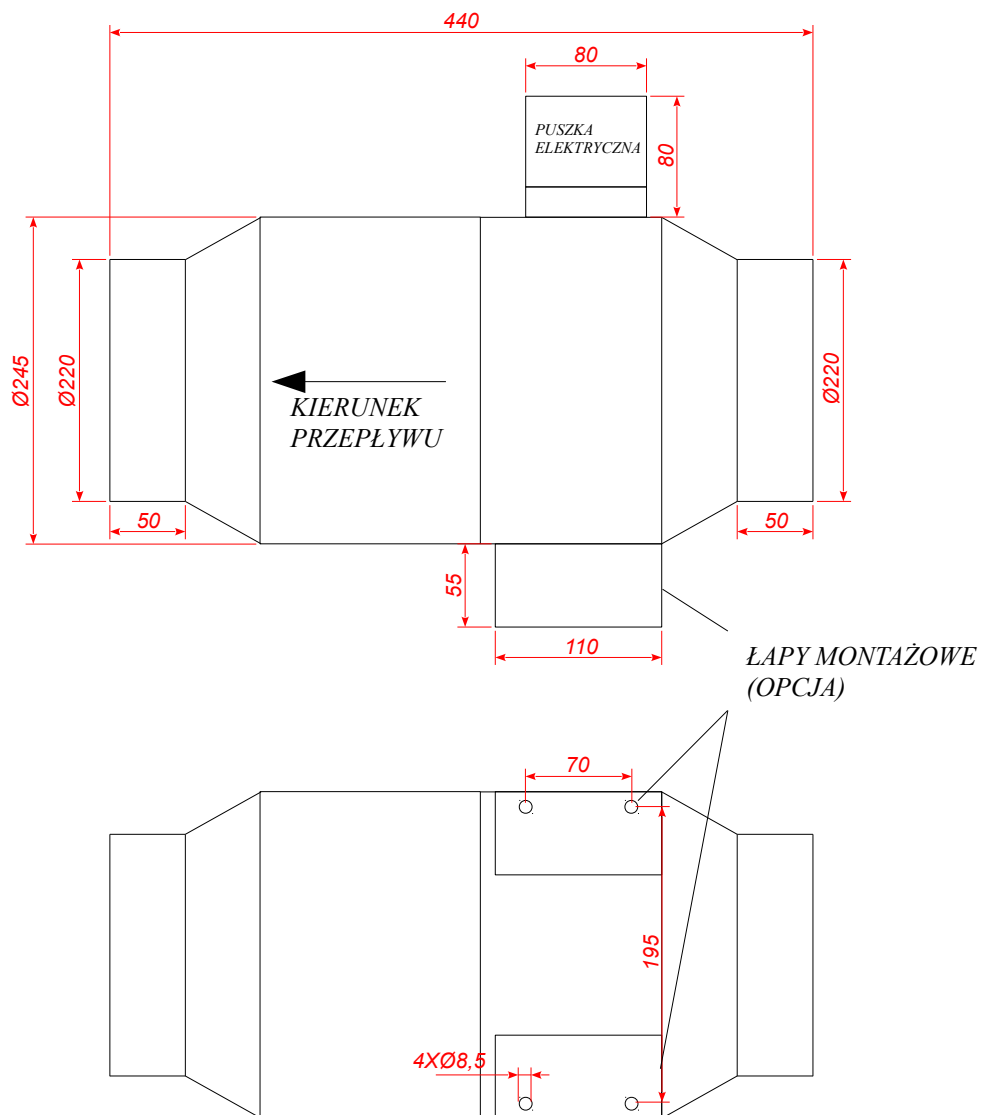 440
80
PUSZKA
ELEKTRYCZNA
80
Ø245
Ø220
KIERUNEK
PRZEPŁYWU
Ø220
50
50
55
110
ŁAPY MONTAŻOWE
(OPCJA)
70
195
4XØ8,5